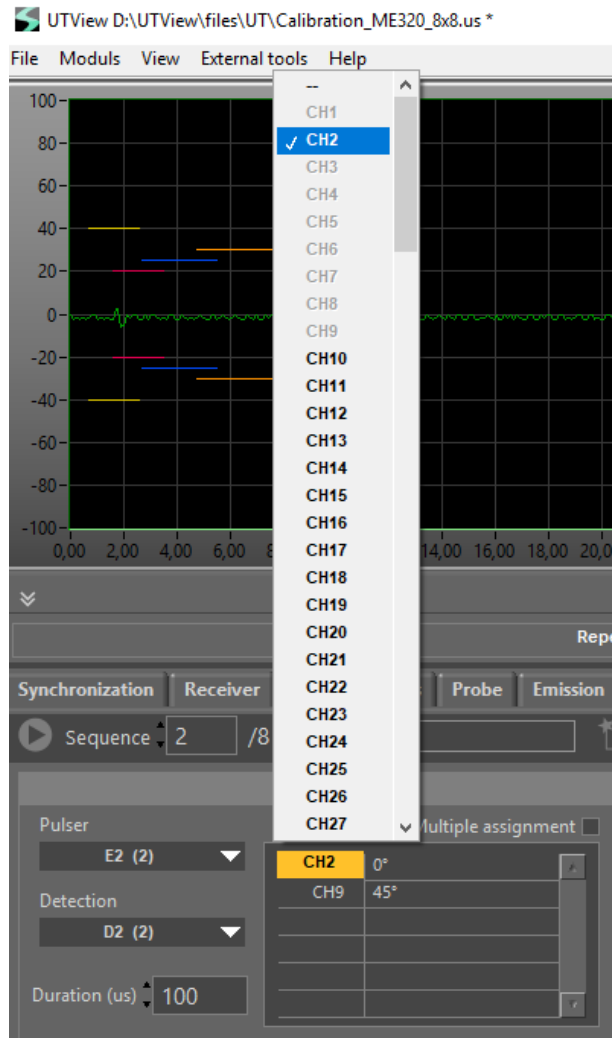 UTView D:\UTView\files\UT\Calibration_ME320_8x8.us *
File Moduls View External tools Help
--
CH1
CH2
CH3
CH4
CH5
CH6
CH7
CH8
CH9
CH10
CH11
CH12
CH13
CH14
CH15
CH16
CH17
CH18
CH19
CH20
CH21
CH22
CH23
CH24
CH25
CH26
CH27
100
80
60
40
20
0
-20
-40
-60
-80
-100
0,00 2,00 4,00 6,00 14,00 16,00 18,00
Synchronization Receiver Probe Emission
Sequence 2 /8
Pulser
E2 (2)
Detection
D2 (2)
Duration (us) 100
Multiple assignment
CH2 0°
CH9 45°